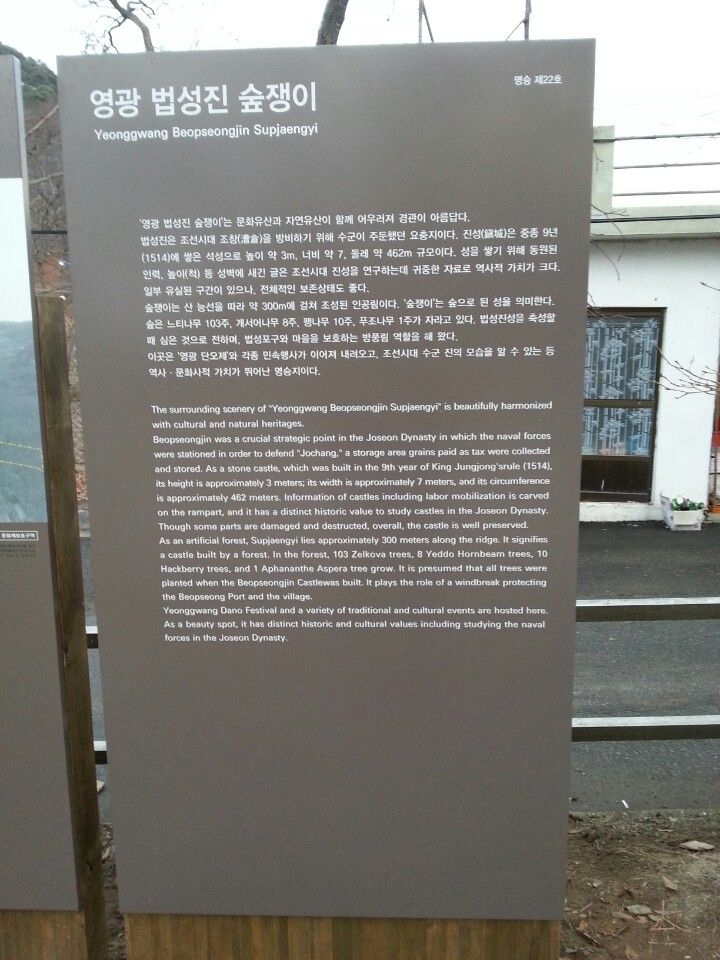 영광 법성진 숲쟁이
명승 제22호
Yeonggwang Beopseongjin Supjaengyi
'영광 법성진 숲쟁이'는 문화유산과 자연유산이 함께 어우러져 경관이 아름답다.
법성진은 조선시대 조창(漕倉)을 방비하기 위해 수군이 주둔했던 요충지이다. 진성(鎭城)은 중종 9년
(1514)에 쌓은 석성으로 높이 약 3m, 너비 약 7, 둘레 약 462m 규모이다. 성을 쌓기 위해 동원된
인력, 높이(척) 등 성벽에 새긴 글은 조선시대 진성을 연구하는데 귀중한 자료로 역사적 가치가 크다.
일부 유실된 구간이 있으나, 전체적인 보존상태도 좋다.
숲쟁이는 산 능선을 따라 약 300m에 걸쳐 조성된 인공림이다. '숲쟁이'는 숲으로 된 성을 의미한다.
숲은 느티나무 103주, 개서어나무 8주, 팽나무 10주, 푸조나무 1주가 자라고 있다. 법성진성을 축성할
때 심은 것으로 전하며, 법성포구와 마을을 보호하는 방풍림 역할을 해 왔다.
이곳은 '영광 단오제'와 각종 민속행사가 이어져 내려오고, 조선시대 수군 진의 모습을 알 수 있는 등
역사 · 문화사적 가치가 뛰어난 명승지이다.
The surrounding scenery of "Yeonggwang Beopseongjin Supjaengyi" is beautifully harmonized
with cultural and natural heritages.
Beopseongjin was a crucial strategic point in the Joseon Dynasty in which the naval forces
were stationed in order to defend "Jochang," a storage area grains paid as tax were collected
and stored. As a stone castle, which was built in the 9th year of King Jungjong'srule (1514),
its height is approximately 3 meters; its width is approximately 7 meters, and its circumference
is approximately 462 meters. Information of castles including labor mobilization is carved
on the rampart, and it has a distinct historic value to study castles in the Joseon Dynasty.
Though some parts are damaged and destructed, overall, the castle is well preserved.
As an artificial forest, Supjaengyi lies approximately 300 meters along the ridge. It signifies
a castle built by a forest. In the forest, 103 Zelkova trees, 8 Yeddo Hornbeam trees, 10
Hackberry trees, and 1 Aphananthe Aspera tree grow. It is presumed that all trees were
planted when the Beopseongjin Castlewas built. It plays the role of a windbreak protecting
the Beopseong Port and the village.
Yeonggwang Dano Festival and a variety of traditional and cultural events are hosted here.
As a beauty spot, it has distinct historic and cultural values including studying the naval
forces in the Joseon Dynasty.
문화재보호구역